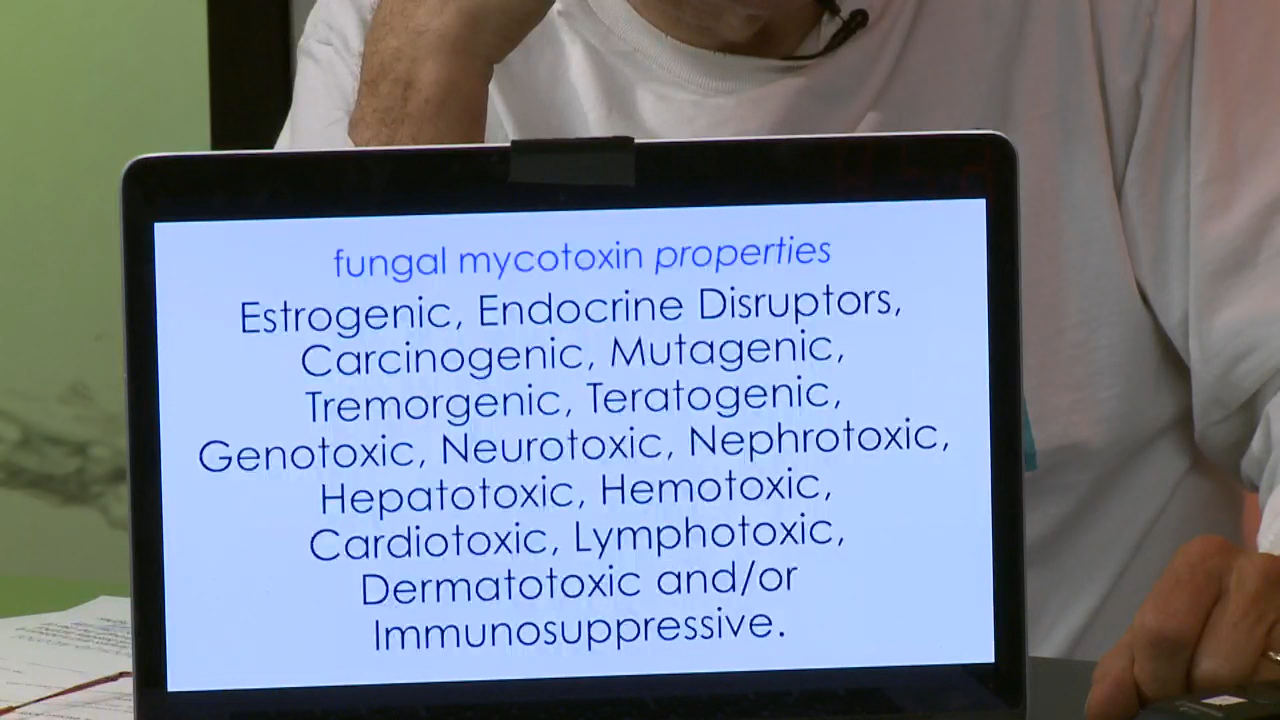 fungal mycotoxin properties
Estrogenic, Endocrine Disruptors,
Carcinogenic, Mutagenic,
Tremorgenic, Teratogenic,
Genotoxic, Neurotoxic, Nephrotoxic,
Hepatotoxic, Hemotoxic,
Cardiotoxic, Lymphotoxic,
Dermatotoxic and/or
Immunosuppressive.